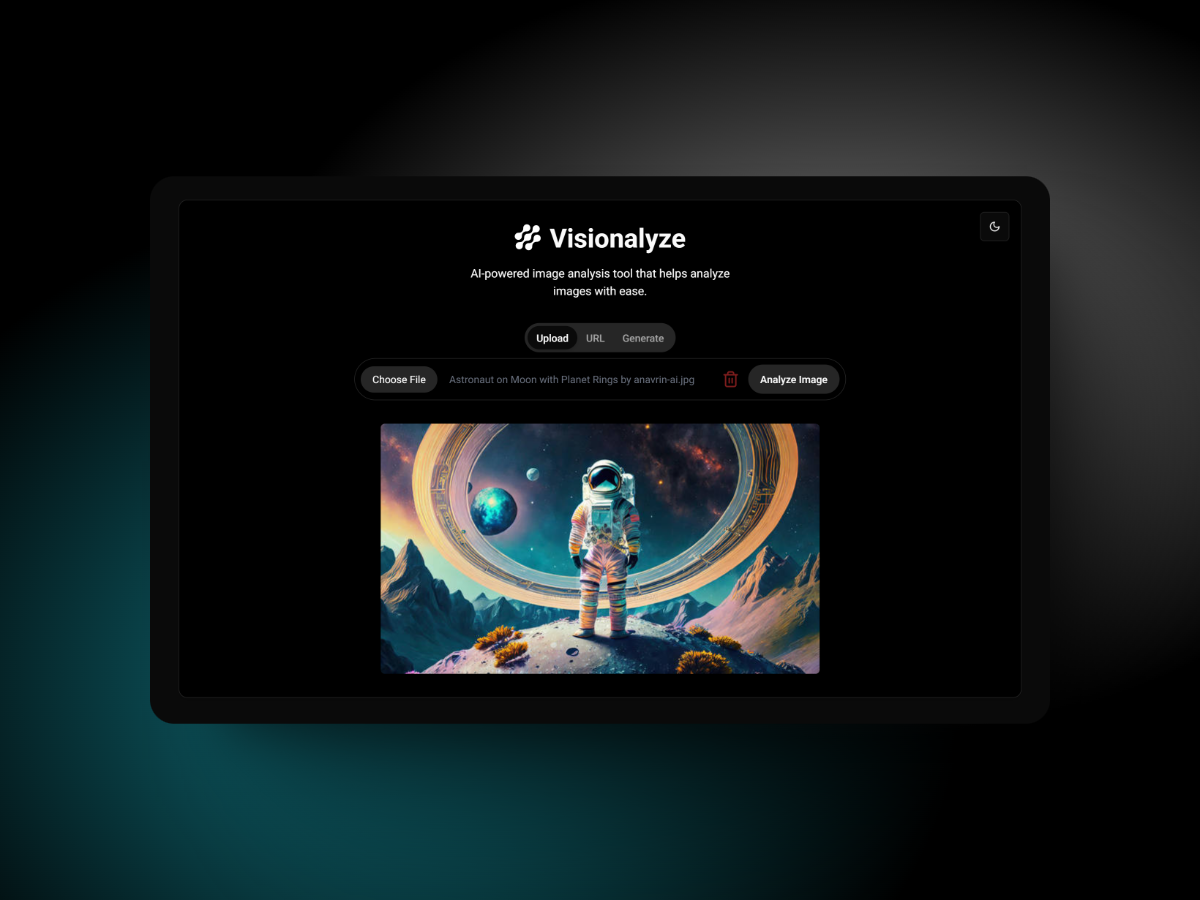 Visionalyze
AI-powered image analysis tool that helps analyze
images with ease.
Upload URL Generate
Choose File Astronaut on Moon with Planet Rings by anavrin-ai.jpg Analyze Image